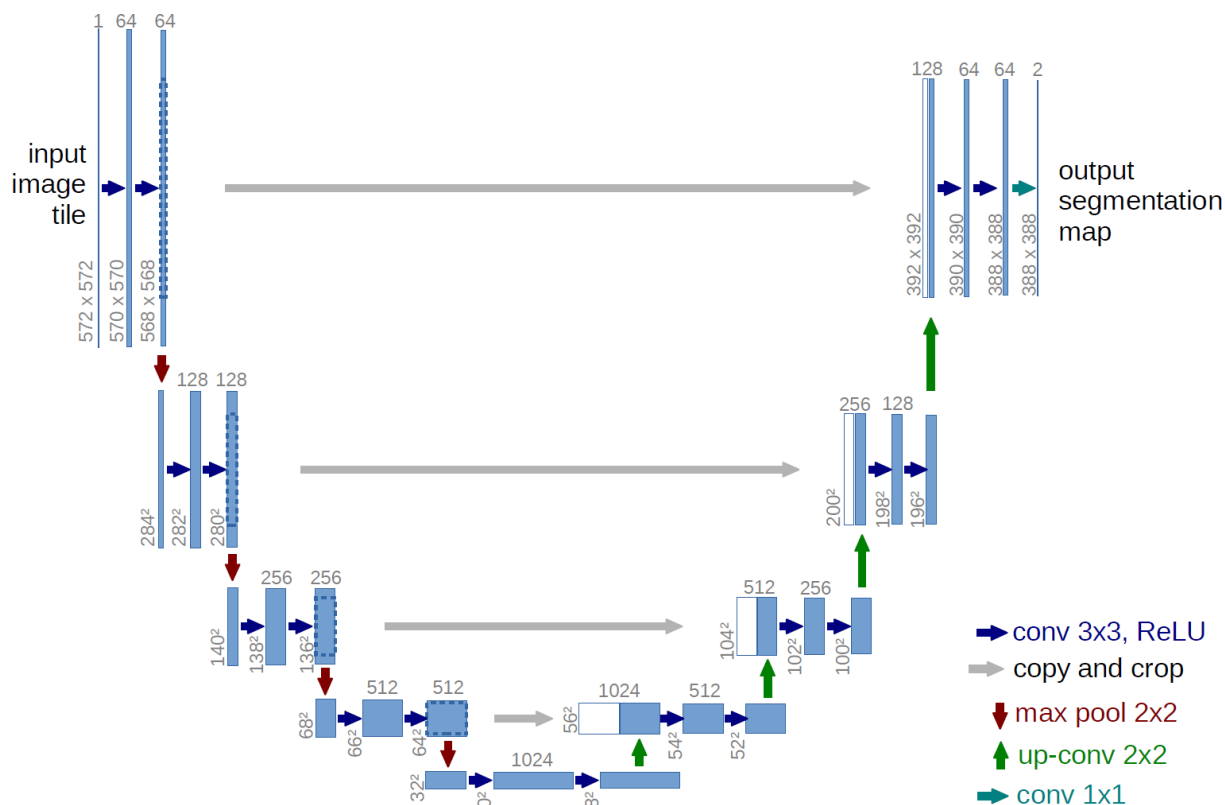 1 64 64
input
image
tile
572 x 572
570 x 570
568 x 568
128 64 64 2
392 x 392
390 x 390
388 x 388
388 x 388
output
segmentation
map
128 128
284²
282²
280²
256 128
200²
198²
196²
256 256
140²
138²
136²
512 256
104²
102²
100²
512 512
68²
66²
64²
1024 512
56²
54²
52²
1024
32²
conv 3x3, ReLU
copy and crop
max pool 2x2
up-conv 2x2
conv 1x1